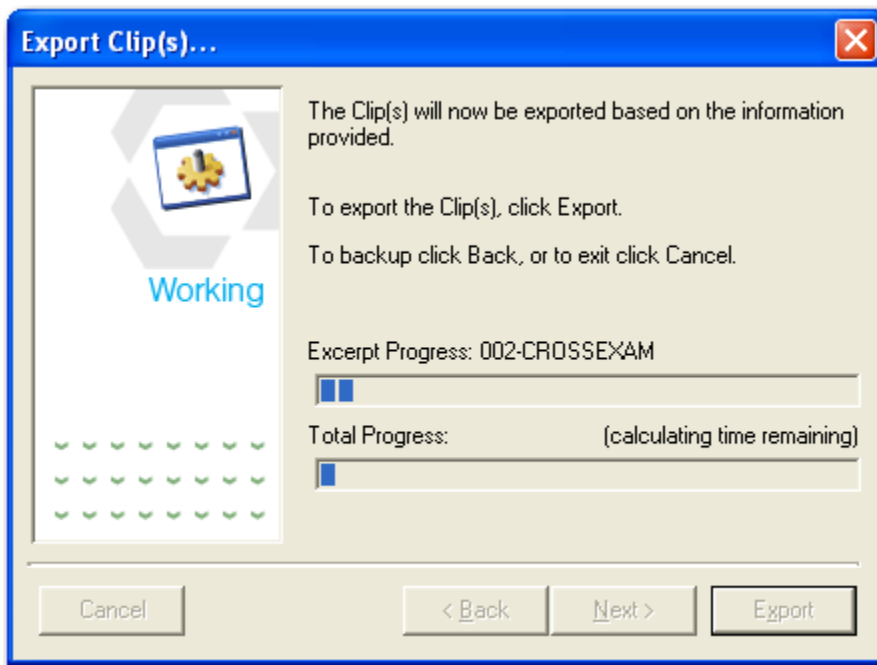 Export Clip(s)...
The Clip(s) will now be exported based on the information
provided.
To export the Clip(s), click Export.
To backup click Back, or to exit click Cancel.
Working
Excerpt Progress: 002-CROSSEXAM
Total Progress: (calculating time remaining)
Cancel < Back Next > Export